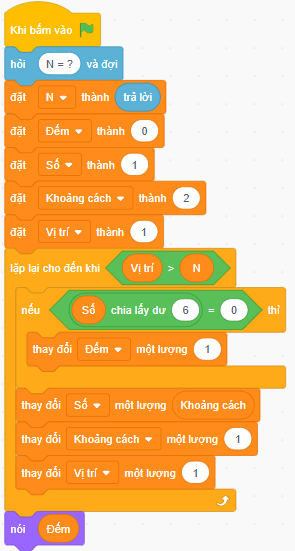 Khi bấm vào
hỏi N = ? và đợi
đặt N thành trả lời
đặt Đếm thành 0
đặt Số thành 1
đặt Khoảng cách thành 2
đặt Vị trí thành 1
lặp lại cho đến khi Vị trí > N
nếu Số chia lấy dư 6 = 0 thì
thay đổi Đếm một lượng 1
thay đổi Số một lượng Khoảng cách
thay đổi Khoảng cách một lượng 1
thay đổi Vị trí một lượng 1
nói Đếm